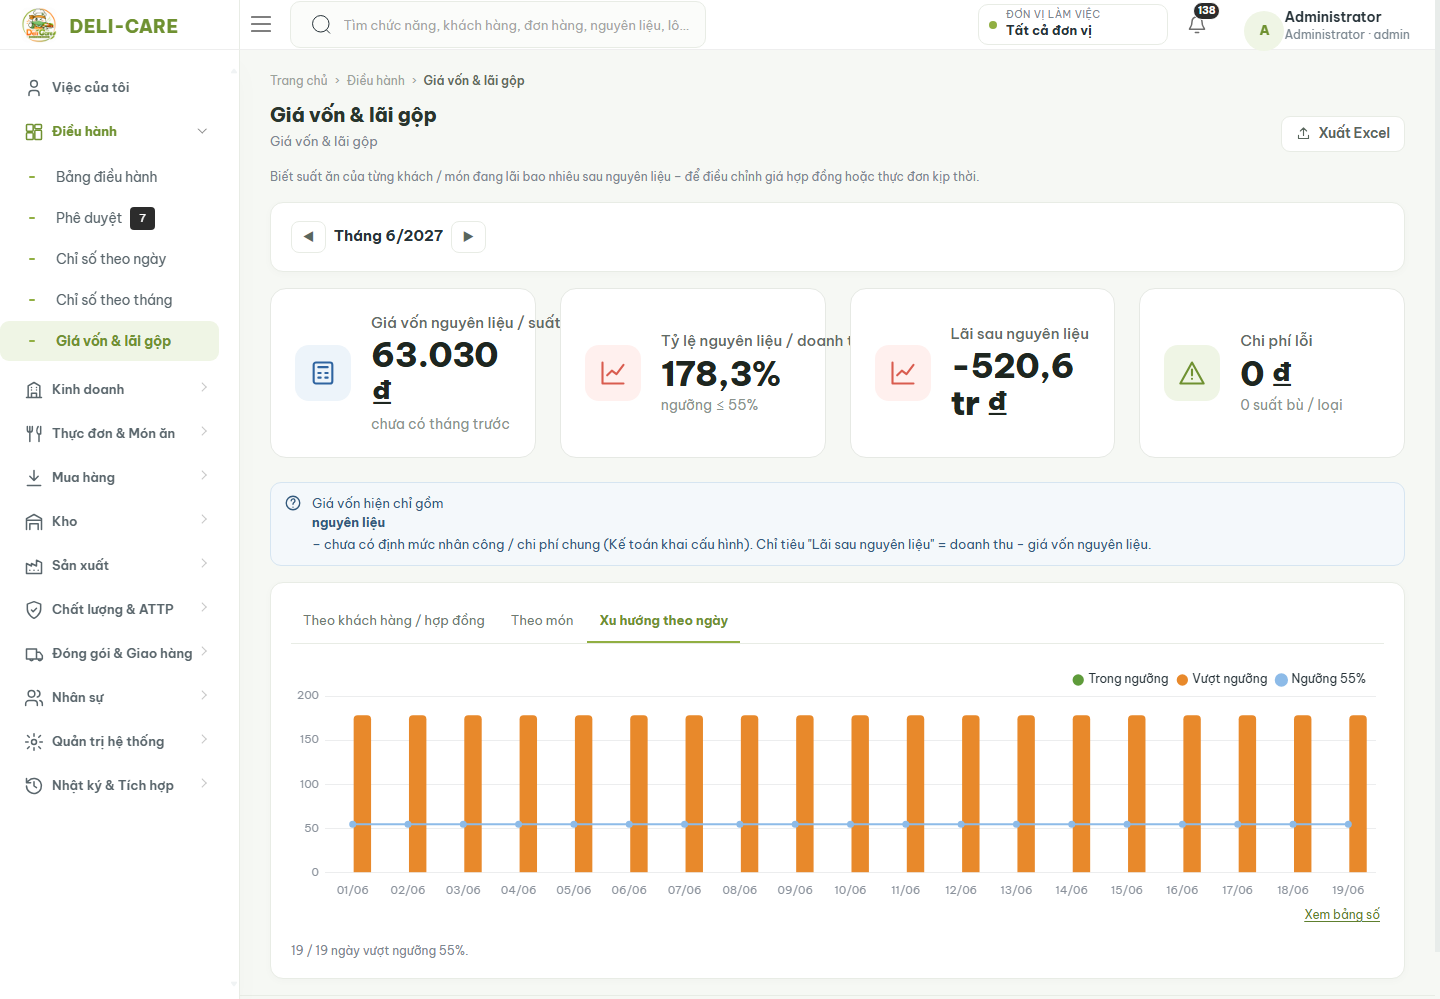 DELI-CARE
Tìm chức năng, khách hàng, đơn hàng, nguyên liệu, lô...
ĐƠN VỊ LÀM VIỆC
Tất cả đơn vị
138
A
Administrator
Administrator · admin
Việc của tôi
Điều hành
Bảng điều hành
Phê duyệt 7
Chỉ số theo ngày
Chỉ số theo tháng
Giá vốn & lãi gộp
Kinh doanh
Thực đơn & Món ăn
Mua hàng
Kho
Sản xuất
Chất lượng & ATTP
Đóng gói & Giao hàng
Nhân sự
Quản trị hệ thống
Nhật ký & Tích hợp
Trang chủ › Điều hành › Giá vốn & lãi gộp
Giá vốn & lãi gộp
Giá vốn & lãi gộp
Xuất Excel
Biết suất ăn của từng khách / món đang lãi bao nhiêu sau nguyên liệu – để điều chỉnh giá hợp đồng hoặc thực đơn kịp thời.
◀ Tháng 6/2027 ▶
Giá vốn nguyên liệu / suất
63.030
đ
chưa có tháng trước
Tỷ lệ nguyên liệu / doanh t
178,3%
ngưỡng ≤ 55%
Lãi sau nguyên liệu
-520,6
tr đ
Chi phí lỗi
0 đ
0 suất bù / loại
Giá vốn hiện chỉ gồm
nguyên liệu
– chưa có định mức nhân công / chi phí chung (Kế toán khai cấu hình). Chỉ tiêu "Lãi sau nguyên liệu" = doanh thu – giá vốn nguyên liệu.
Theo khách hàng / hợp đồng Theo món Xu hướng theo ngày
Trong ngưỡng Vượt ngưỡng Ngưỡng 55%
200
150
100
50
0
01/06 02/06 03/06 04/06 05/06 06/06 07/06 08/06 09/06 10/06 11/06 12/06 13/06 14/06 15/06 16/06 17/06 18/06 19/06
Xem bảng số
19 / 19 ngày vượt ngưỡng 55%.